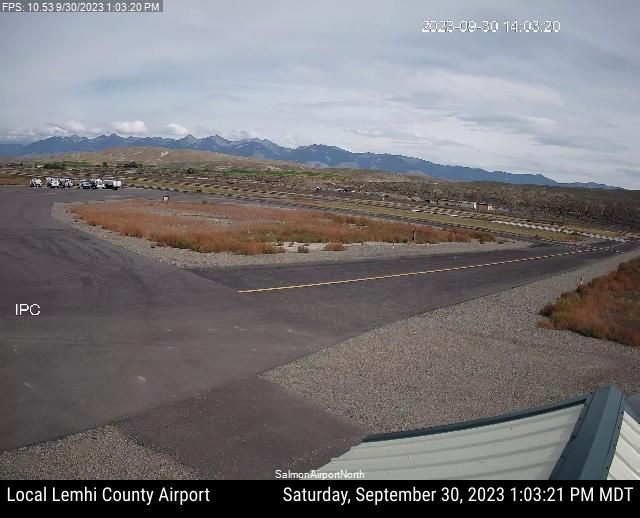 FPS: 10.53 9/30/2023 1:03:20 PM
2023-09-30 14:03:20
IPC
SalmonAirportNorth
Local Lemhi County Airport Saturday, September 30, 2023 1:03:21 PM MDT